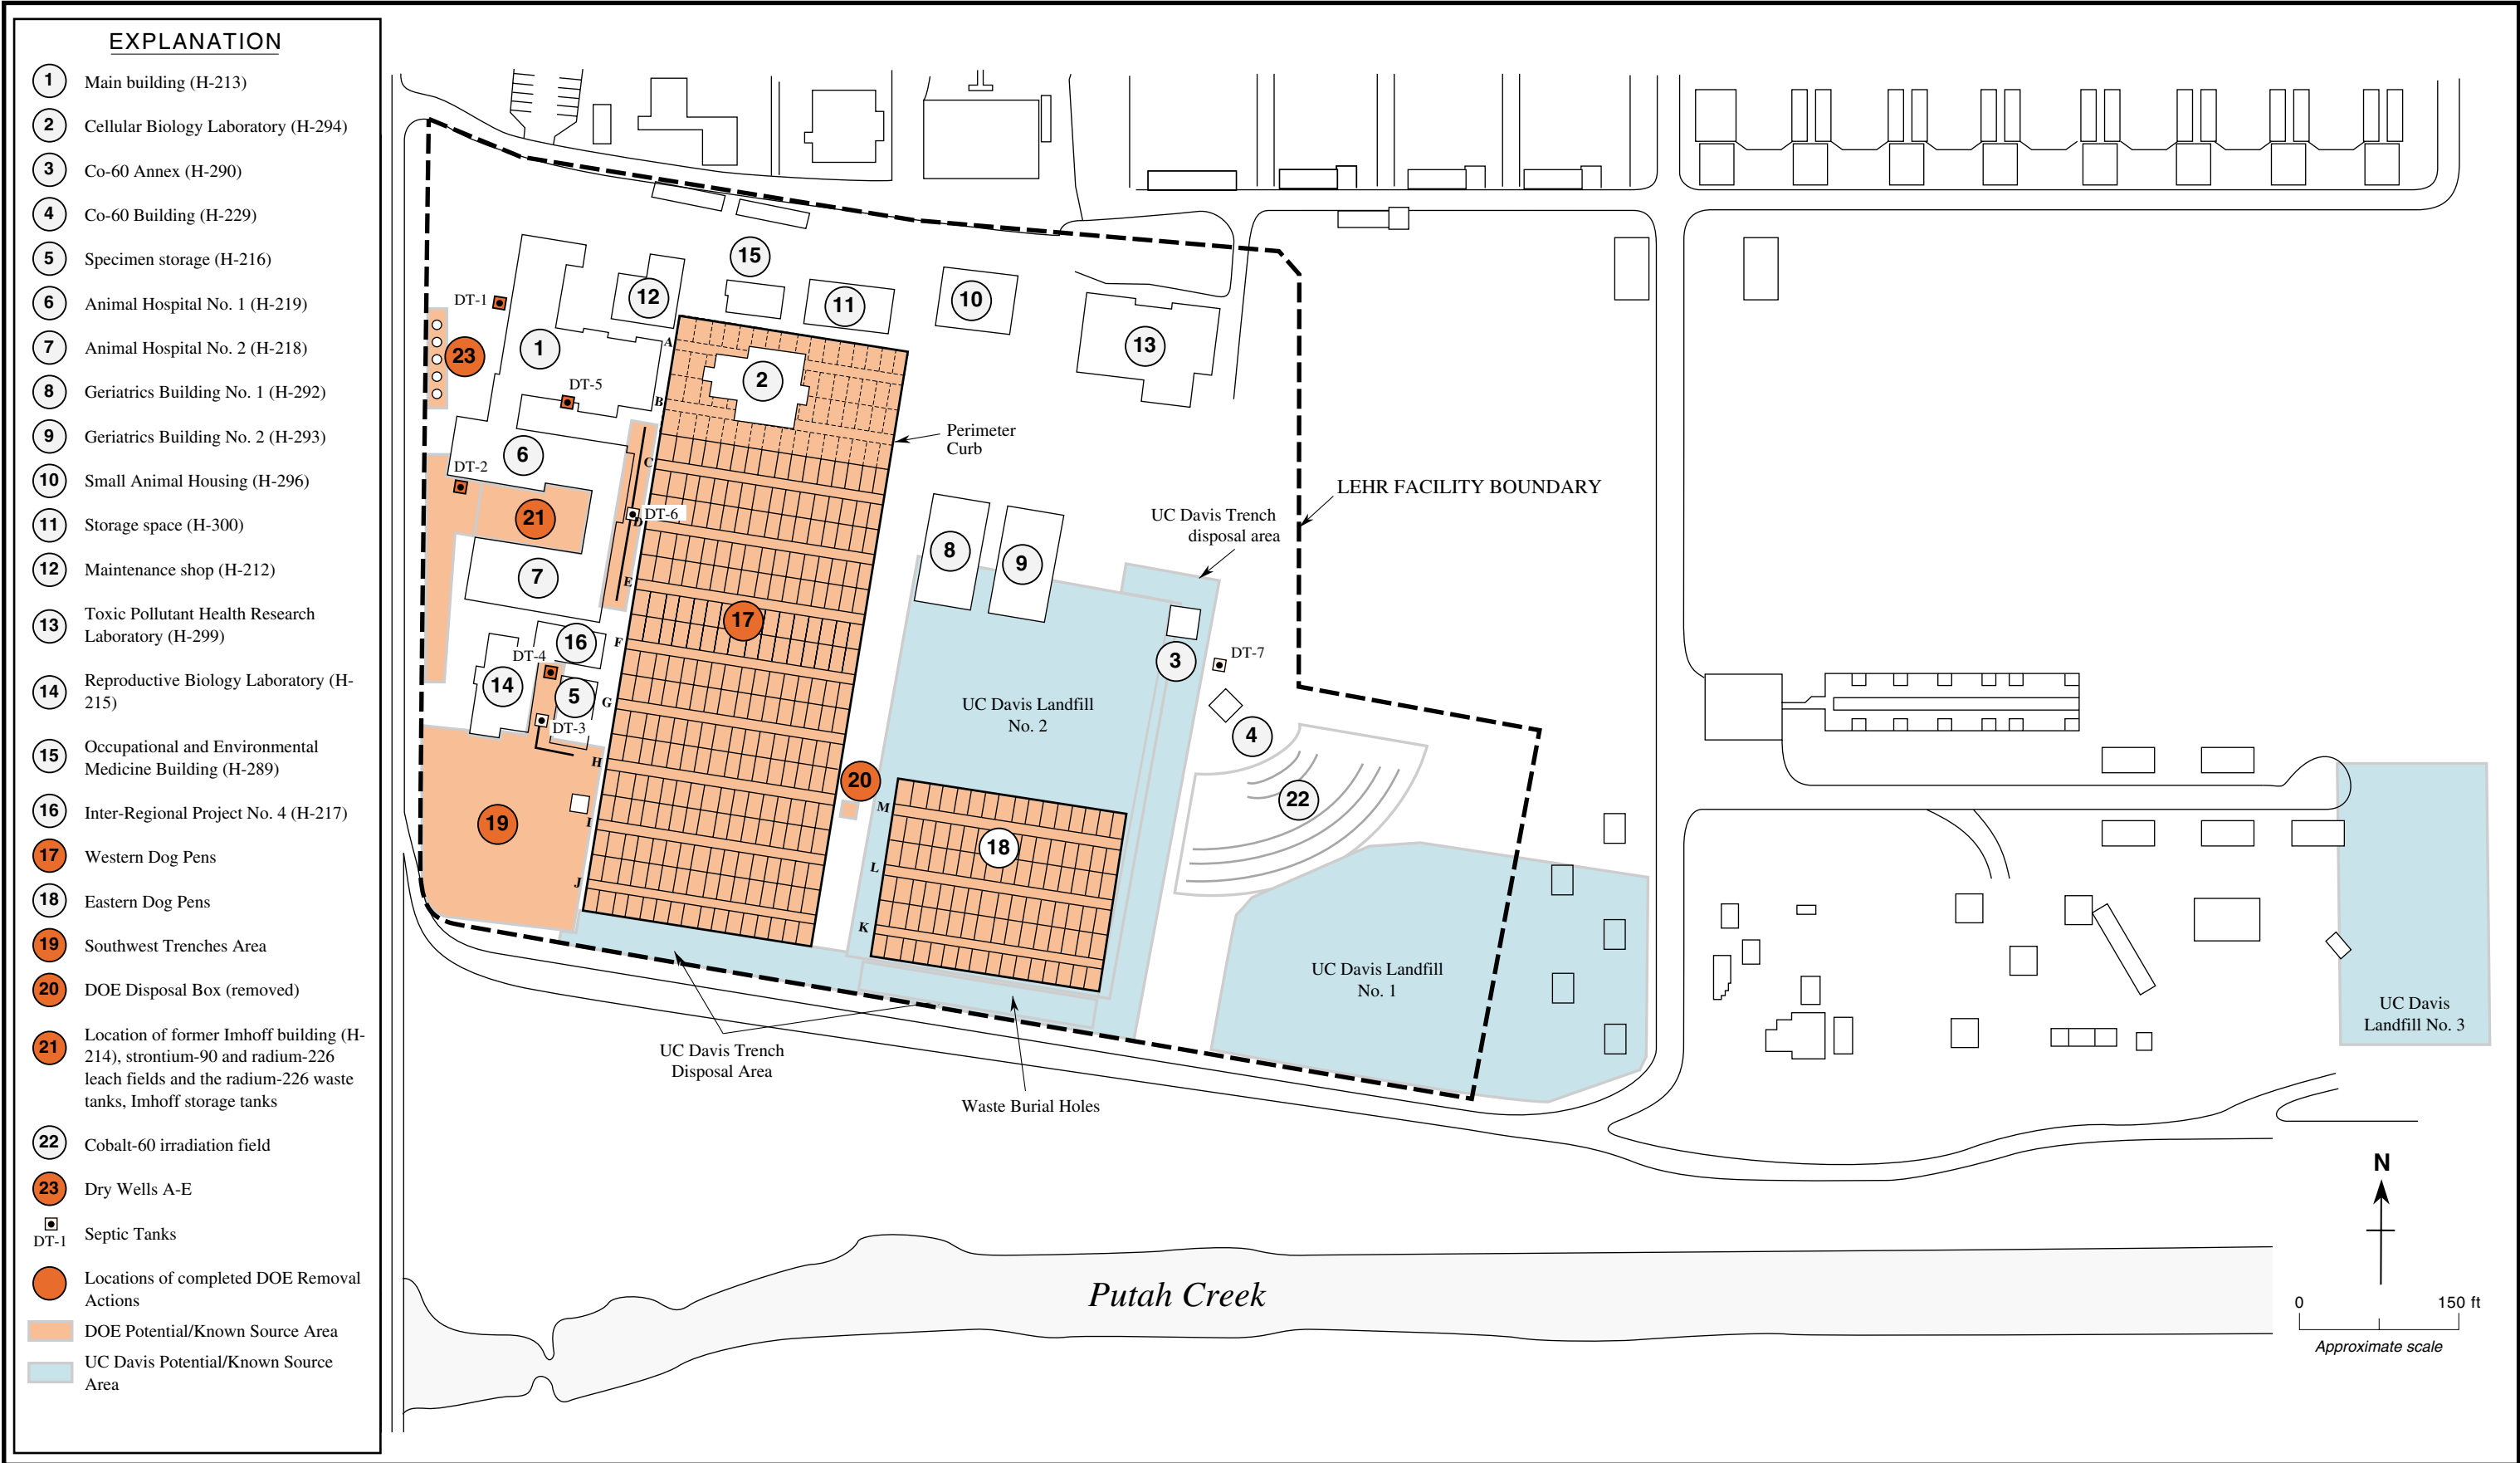 EXPLANATION
1 Main building (H-213)
2 Cellular Biology Laboratory (H-294)
3 Co-60 Annex (H-290)
4 Co-60 Building (H-229)
5 Specimen storage (H-216)
6 Animal Hospital No. 1 (H-219)
7 Animal Hospital No. 2 (H-218)
8 Geriatrics Building No. 1 (H-292)
9 Geriatrics Building No. 2 (H-293)
10 Small Animal Housing (H-296)
11 Storage space (H-300)
12 Maintenance shop (H-212)
13 Toxic Pollutant Health Research
Laboratory (H-299)
14 Reproductive Biology Laboratory (H-
215)
15 Occupational and Environmental
Medicine Building (H-289)
16 Inter-Regional Project No. 4 (H-217)
17 Western Dog Pens
18 Eastern Dog Pens
19 Southwest Trenches Area
20 DOE Disposal Box (removed)
21 Location of former Imhoff building (H-
214), strontium-90 and radium-226
leach fields and the radium-226 waste
tanks, Imhoff storage tanks
22 Cobalt-60 irradiation field
23 Dry Wells A-E
DT-1 Septic Tanks
Locations of completed DOE Removal
Actions
DOE Potential/Known Source Area
UC Davis Potential/Known Source
Area
15
12
11
10
DT-1
23
1
13
A
2
DT-5
B
Perimeter
Curb
6
C
DT-2
21
DT-6
D
LEHR FACILITY BOUNDARY
UC Davis Trench
disposal area
8
9
7
E
17
16
F
DT-4
3
DT-7
14
5
G
DT-3
UC Davis Landfill
No. 2
4
H
20
M
22
19
I
18
L
J
K
UC Davis Landfill
No. 1
UC Davis
Landfill No. 3
UC Davis Trench
Disposal Area
Waste Burial Holes
Putah Creek
N
0 150 ft
Approximate scale